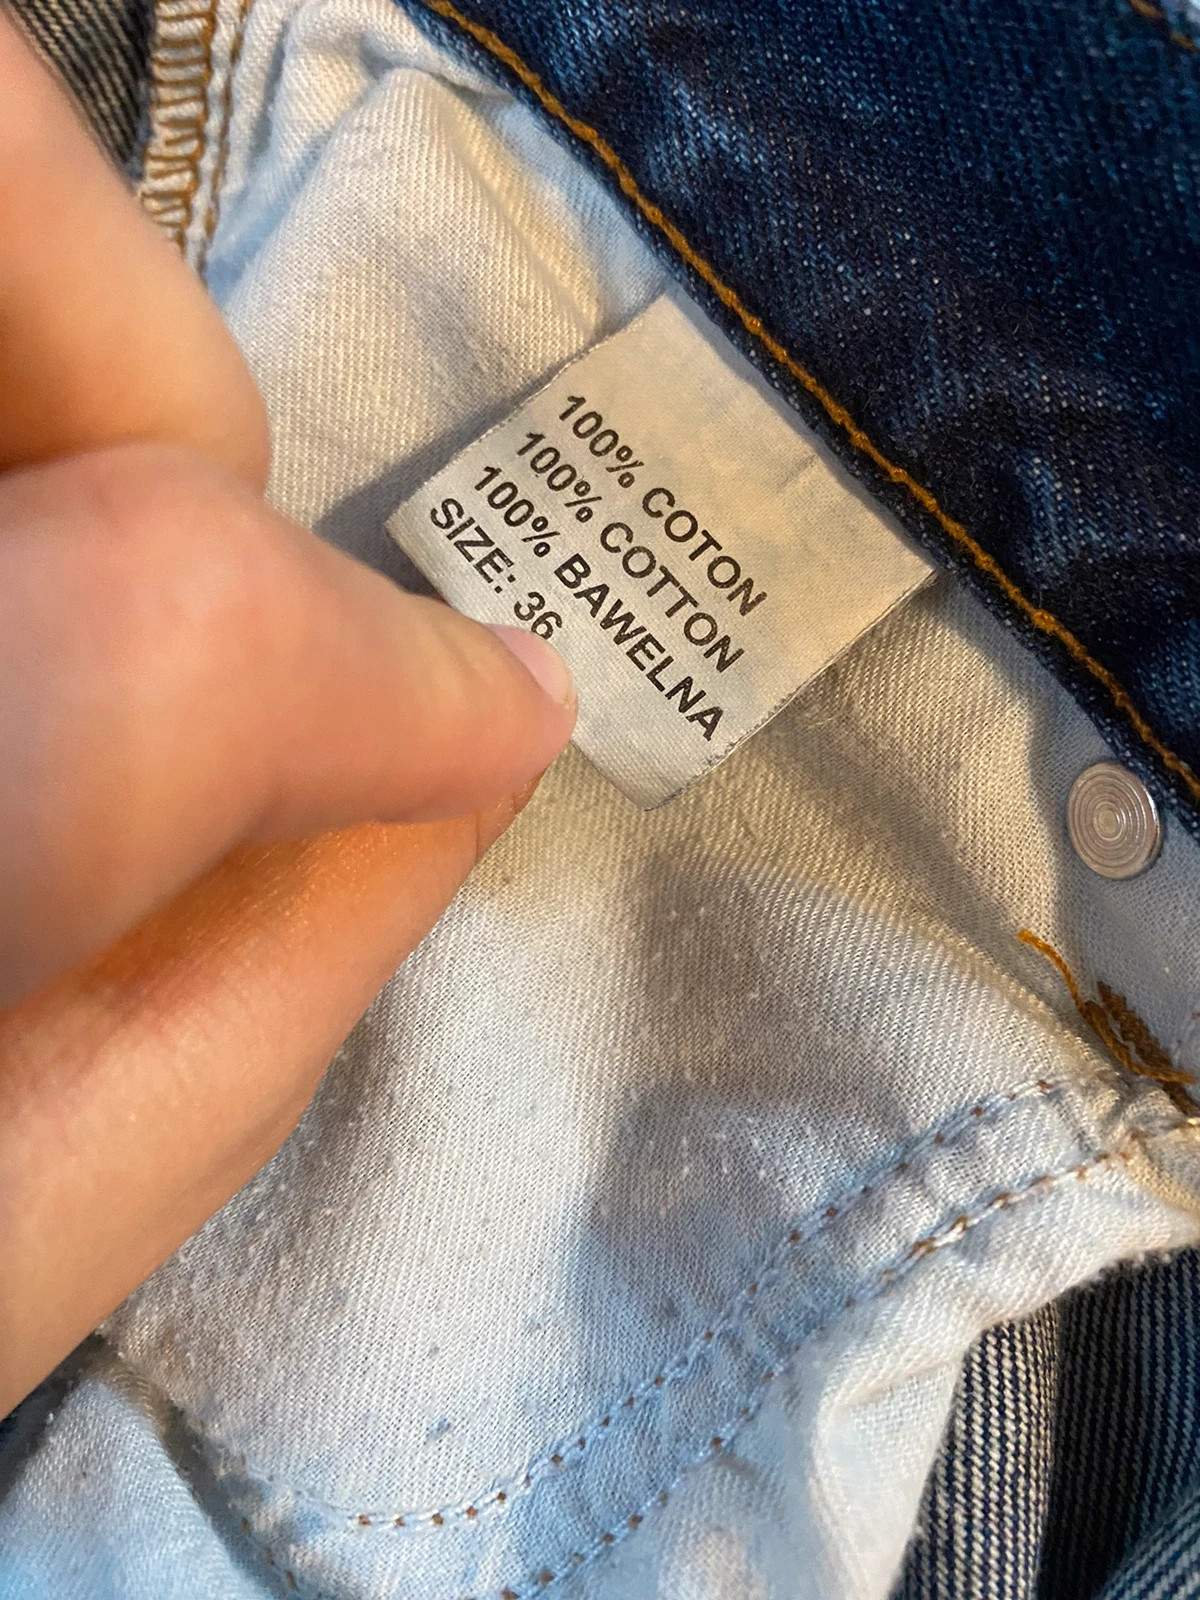 100% COTON
100% COTTON
100% BAWELNA
SIZE: 36